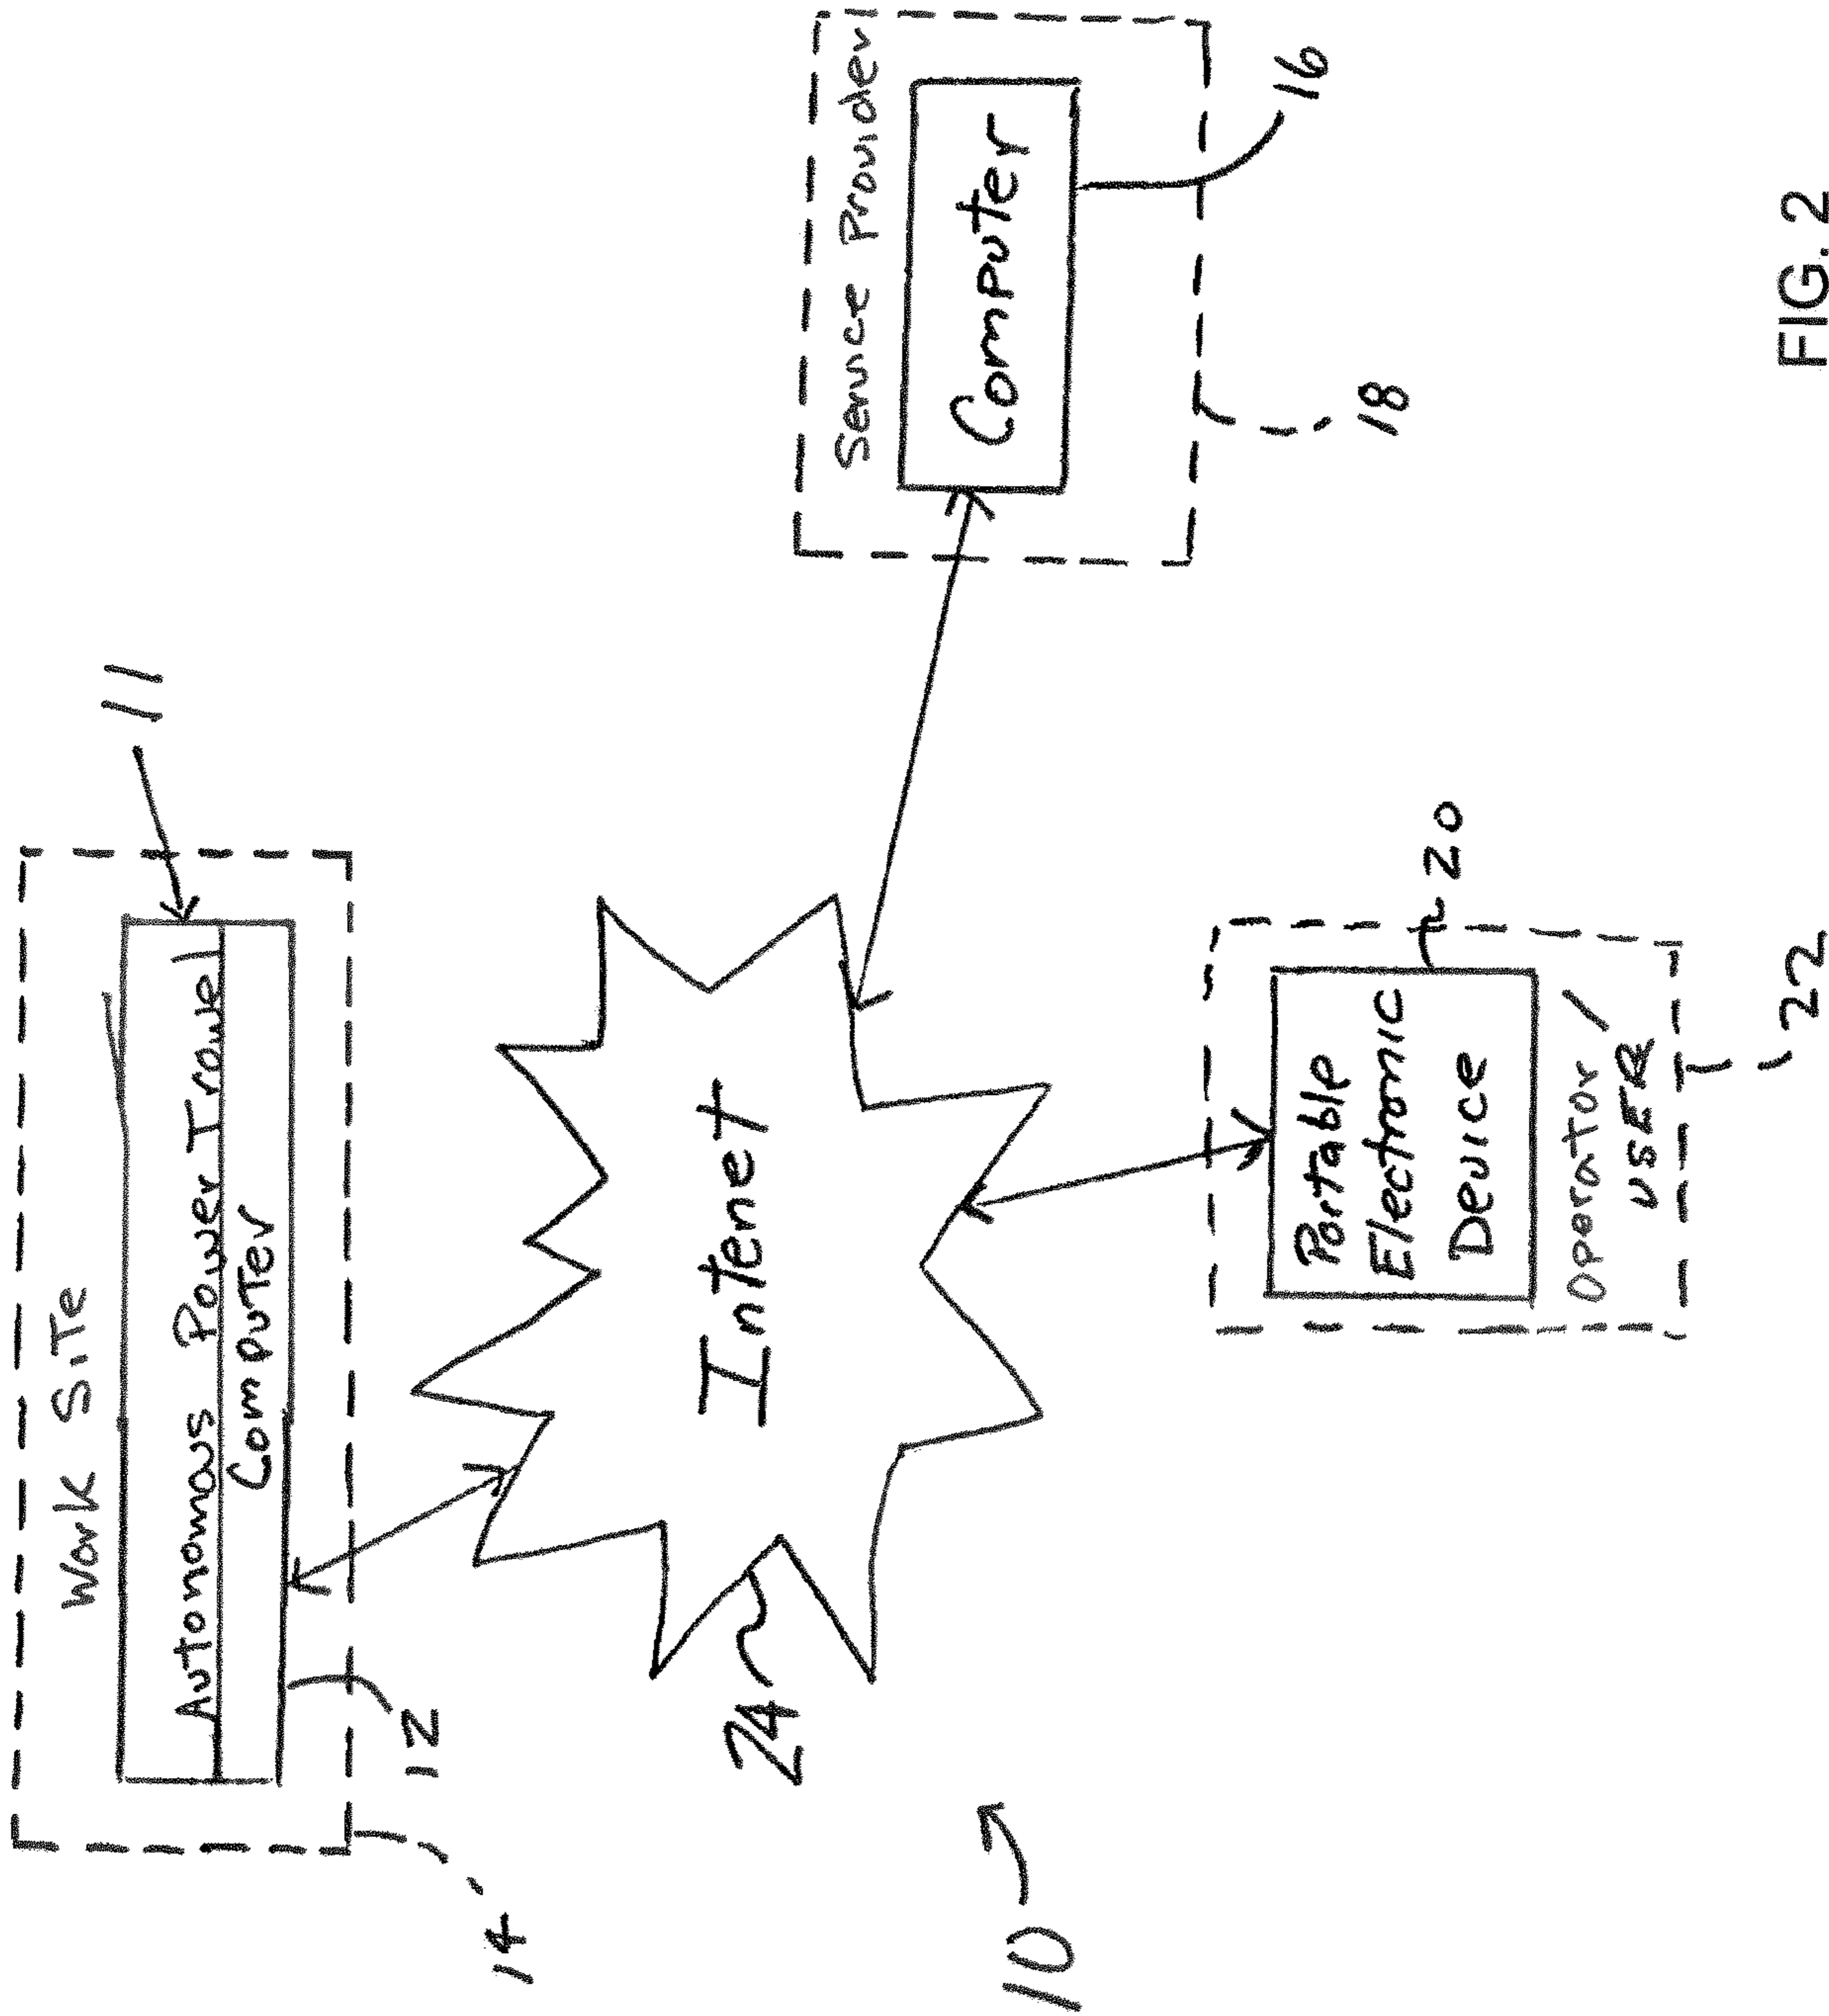 Work SiTe
Autonomous Power Trowel
CompuTer
11
12
14
Intenet
24
10
Service Provider
Computer
16
18
Portable
Electronic
Device
Operator /
USER
20
22
FIG. 2